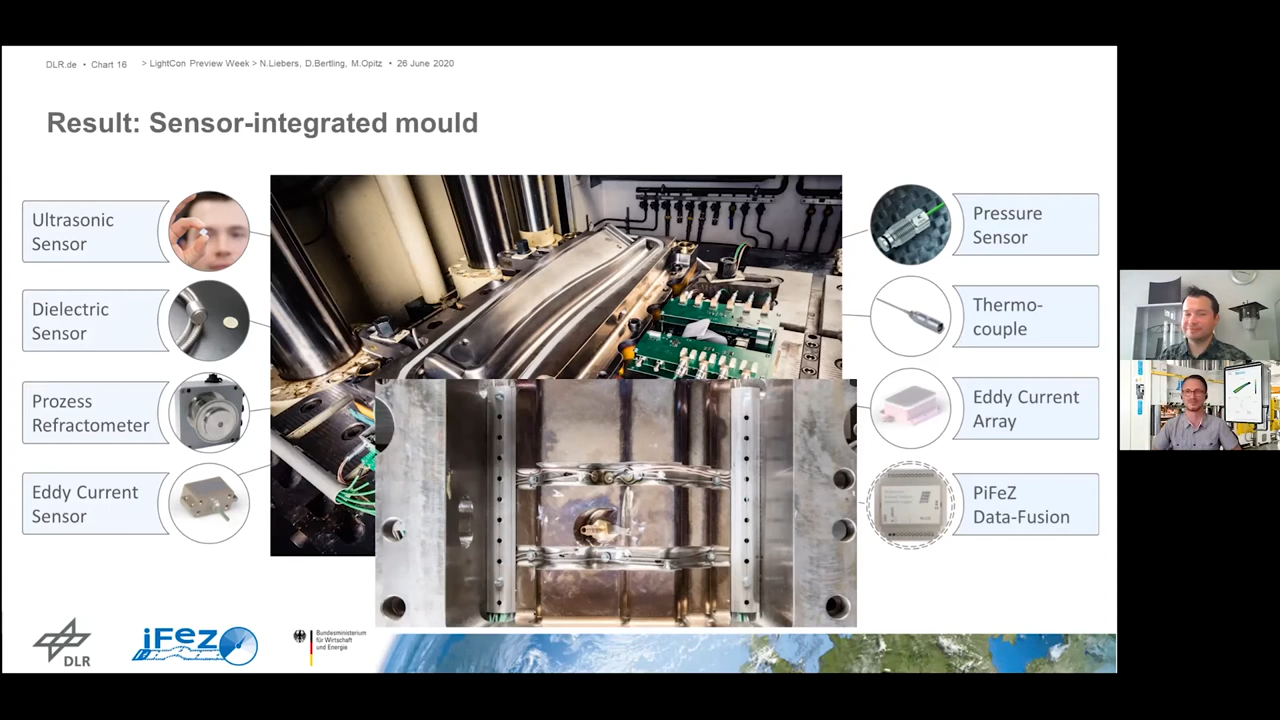 DLR.de • Chart 16 > LightCon Preview Week > N.Liebers, D.Bertling, M.Opitz • 26 June 2020
Result: Sensor-integrated mould
Ultrasonic
Sensor
Dielectric
Sensor
Prozess
Refractometer
Eddy Current
Sensor
Pressure
Sensor
Thermo-
couple
Eddy Current
Array
PiFeZ
Data-Fusion
DLR
iFez
Bundesministerium
für Wirtschaft
und Energie